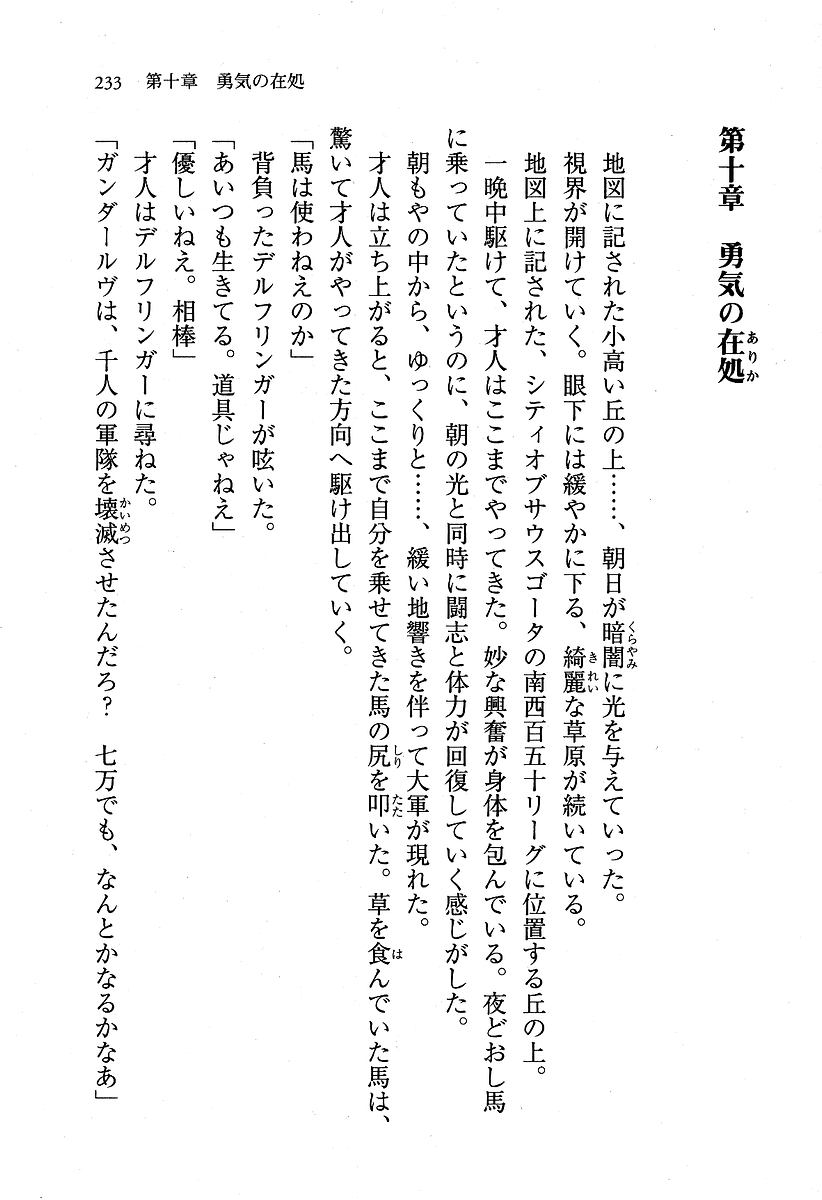 233　第十章　勇気の在処
第十章　勇気の在処
地図に記された小高い丘の上……、朝日が暗闇に光を与えていった。
視界が開けていく。眼下には緩やかに下る、綺麗な草原が続いている。
地図上に記された、シティオブサウスゴータの南西百五十リーグに位置する丘の上。
一晩中駆けて、才人はここまでやってきた。妙な興奮が身体を包んでいる。夜どおし馬
に乗っていたというのに、朝の光と同時に闘志と体力が回復していく感じがした。
朝もやの中から、ゆっくりと……、緩い地響きを伴って大軍が現れた。
才人は立ち上がると、ここまで自分を乗せてきた馬の尻を叩いた。草を食んでいた馬は、
驚いて才人がやってきた方向へ駆け出していく。
「馬は使わねえのか」
背負ったデルフリンガーが呟いた。
「あいつも生きてる。道具じゃねえ」
「優しいねえ。相棒」
才人はデルフリンガーに尋ねた。
「ガンダールヴは、千人の軍隊を壊滅させたんだろ？　七万でも、なんとかなるかなあ」